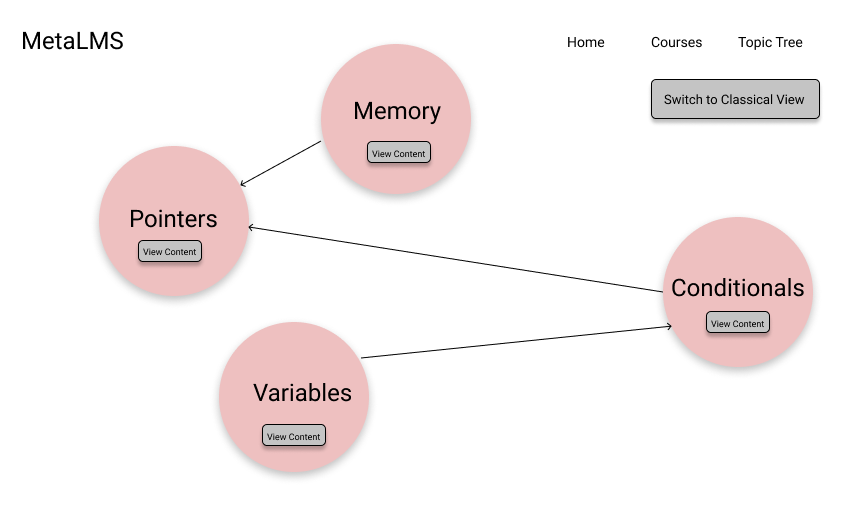 MetaLMS
Home
Courses
Topic Tree
Switch to Classical View
Memory
View Content
Pointers
View Content
Conditionals
View Content
Variables
View Content